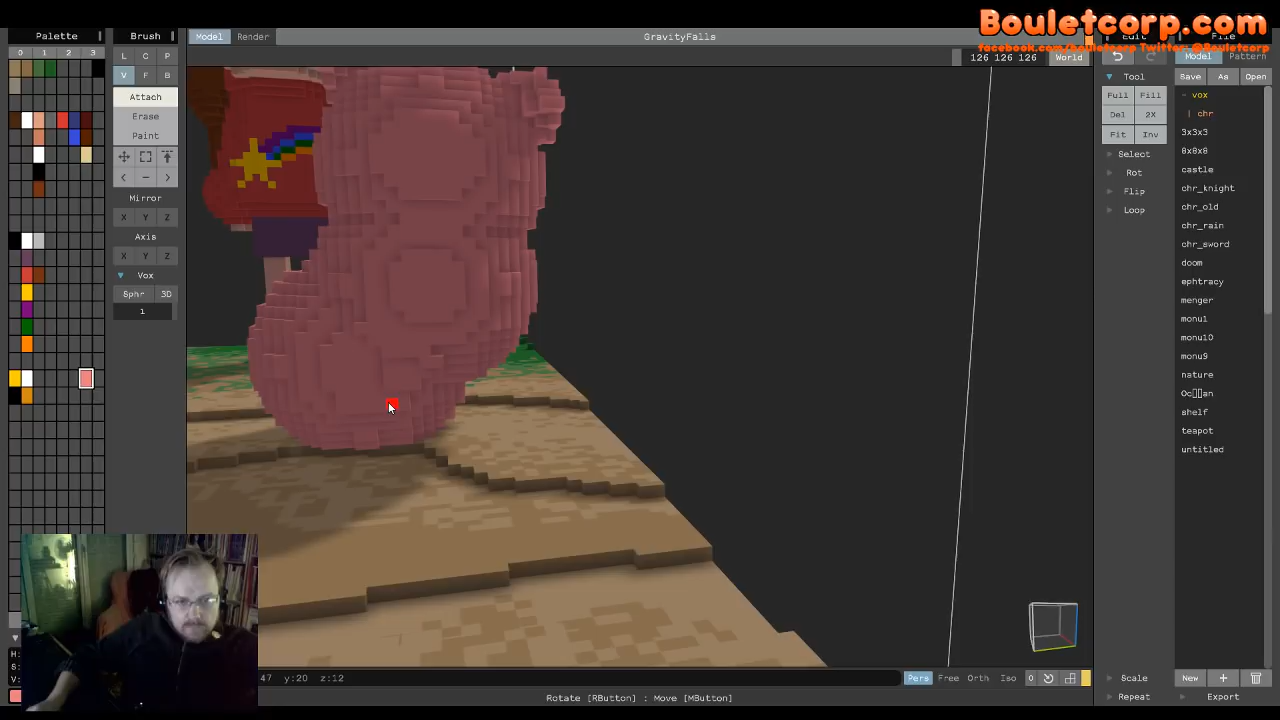 Bouletcorp.com
facebook.com/bouletcorp Twitter @Bouletcorp
Palette
Brush
Model
Render
GravityFalls
Edit
File
0 1 2 3
L C P
126 126 126
World
Model
Pattern
V F B
Tool
Save As Open
Attach
Full Fill
- vox
Erase
Del 2X
| chr
Paint
Fit Inv
3x3x3
Select
8x8x8
Rot
castle
Mirror
Flip
chr_knight
X Y Z
Loop
chr_old
Axis
chr_rain
X Y Z
chr_sword
Vox
doom
Sphr 3D
ephtracy
1
menger
monu1
monu10
monu9
nature
shelf
teapot
untitled
H:
S:
V:
47 y:20 z:12
Pers Free Orth Iso 0
Scale
New +
Rotate [RButton] : Move [MButton]
Repeat
Export